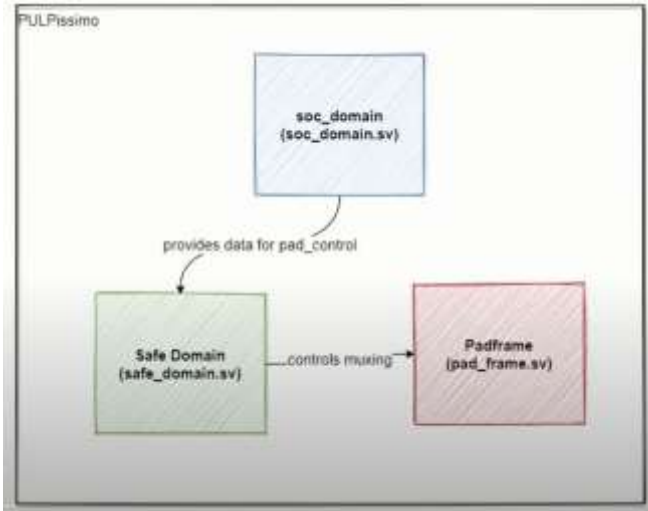 PULPissimo
soc_domain
(soc_domain.sv)
provides data for pad_control
Safe Domain
(safe_domain.sv)
controls muxing
Padframe
(pad_frame.sv)